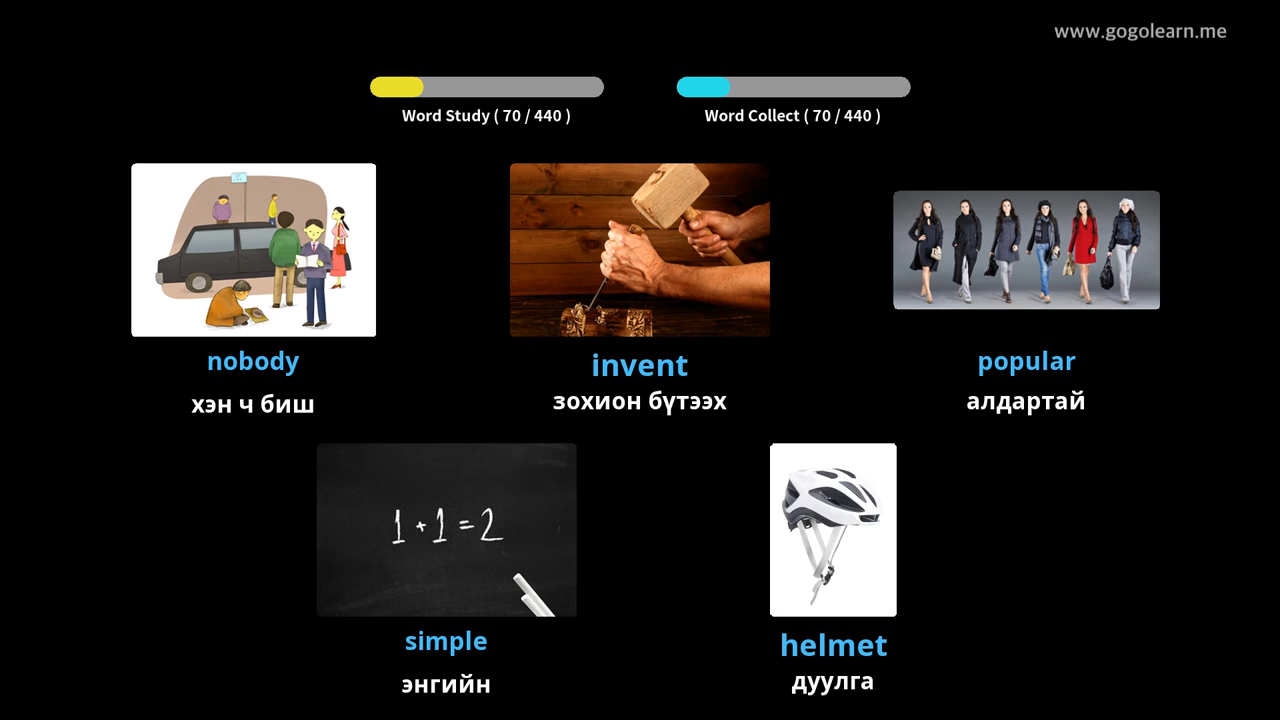 www.gogolearn.me
Word Study ( 70 / 440 )
Word Collect ( 70 / 440 )
nobody
хэн ч биш
invent
зохион бүтээх
popular
алдартай
1 + 1 = 2
simple
энгийн
helmet
дуулга